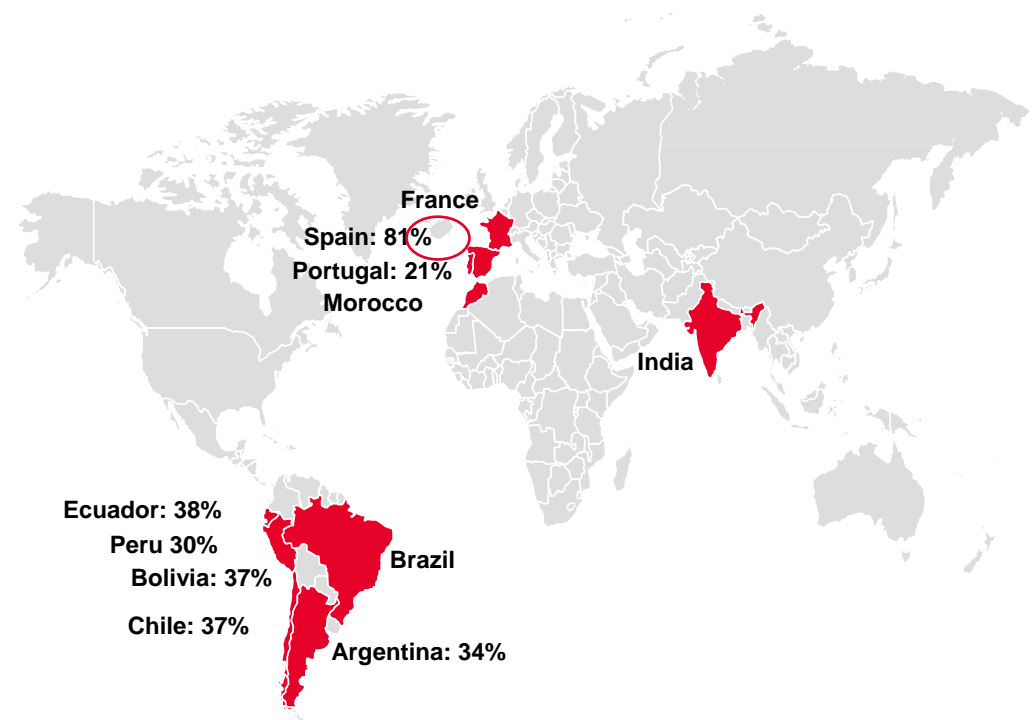 France
Spain: 81%
Portugal: 21%
Morocco
India
Ecuador: 38%
Peru 30%
Bolivia: 37%
Brazil
Chile: 37%
Argentina: 34%